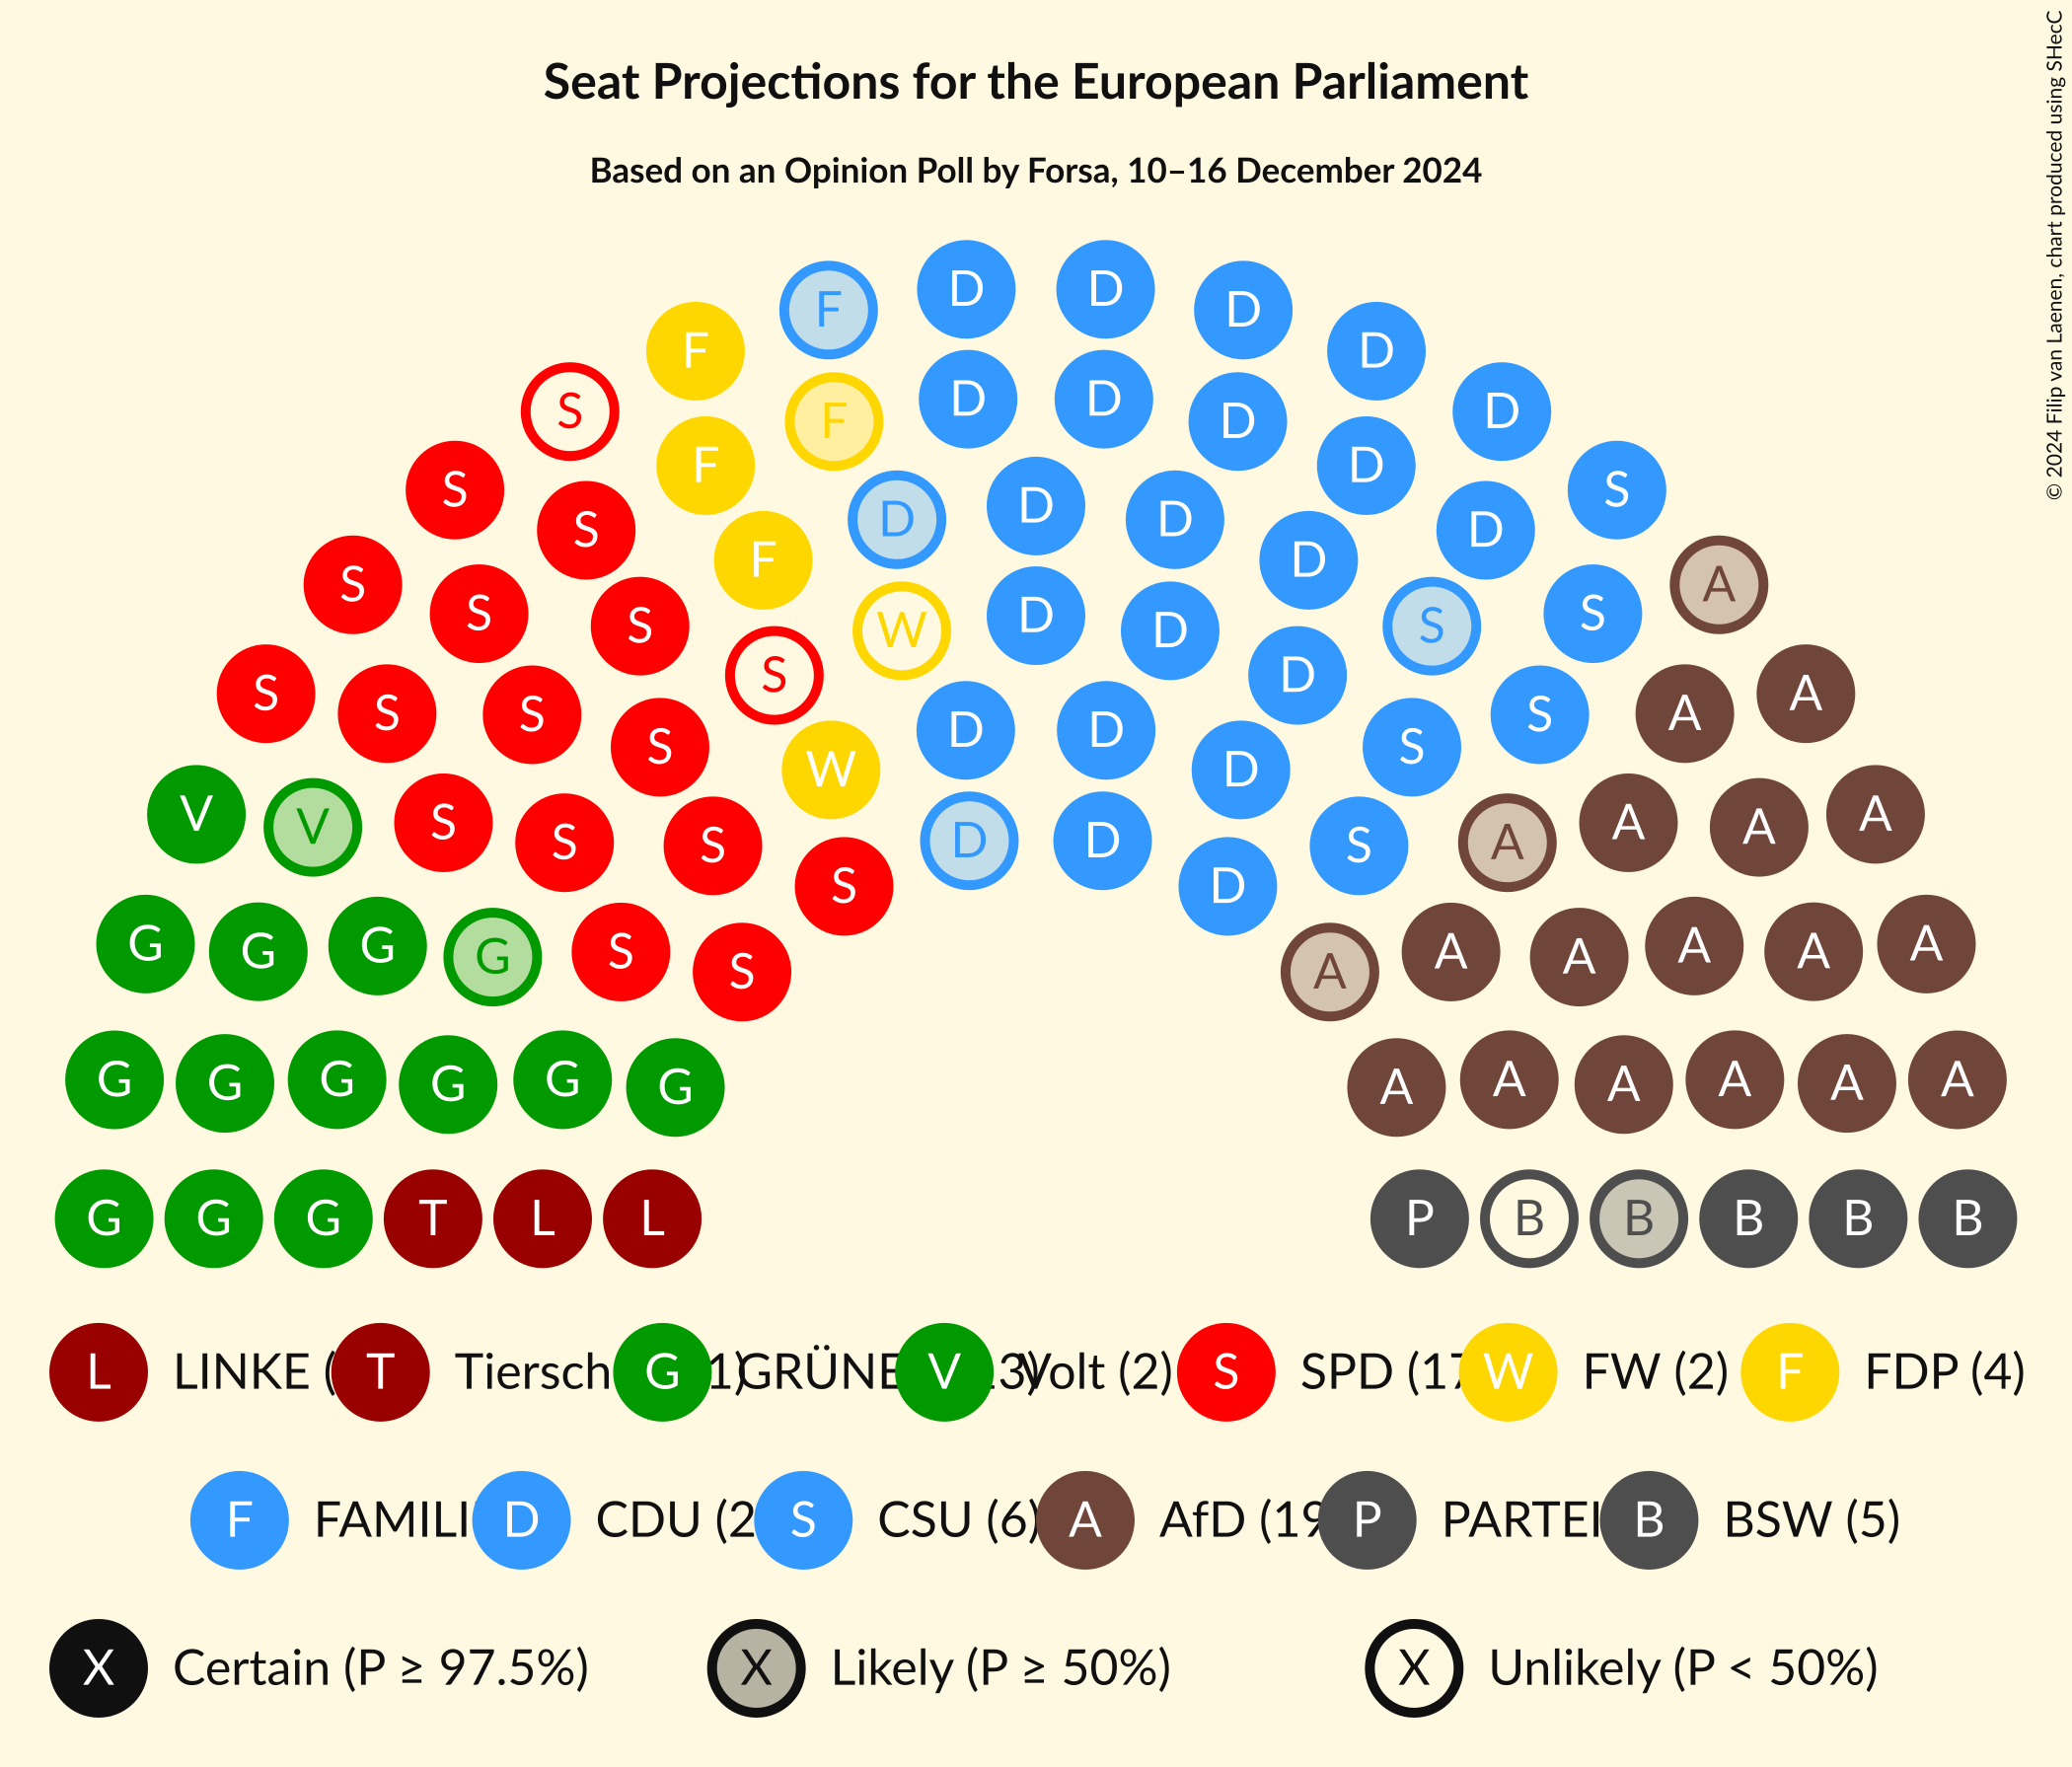 Seat Projections for the European Parliament
Based on an Opinion Poll by Forsa, 10–16 December 2024
© 2024 Filip van Laenen, chart produced using SHecC
D D
F D
F D
D D
S D
F D
F D
S S
D D D
S D
F D
S A
S D S
S W D S
S D
S A
S S S A
D D
S S
W D
V A
V S A A
S S D D S A
S D
G G G G S S A A A A A A
G G G G G G A A A A A A
G G G T L L P B B B B B
L LINKE ( T Tiersch G 1) GRÜNE V 3) Volt (2) S SPD (17 W FW (2) F FDP (4)
F FAMILI D CDU (2 S CSU (6) A AfD (19 P PARTEI B BSW (5)
X Certain (P ≥ 97.5%) X Likely (P ≥ 50%) X Unlikely (P < 50%)